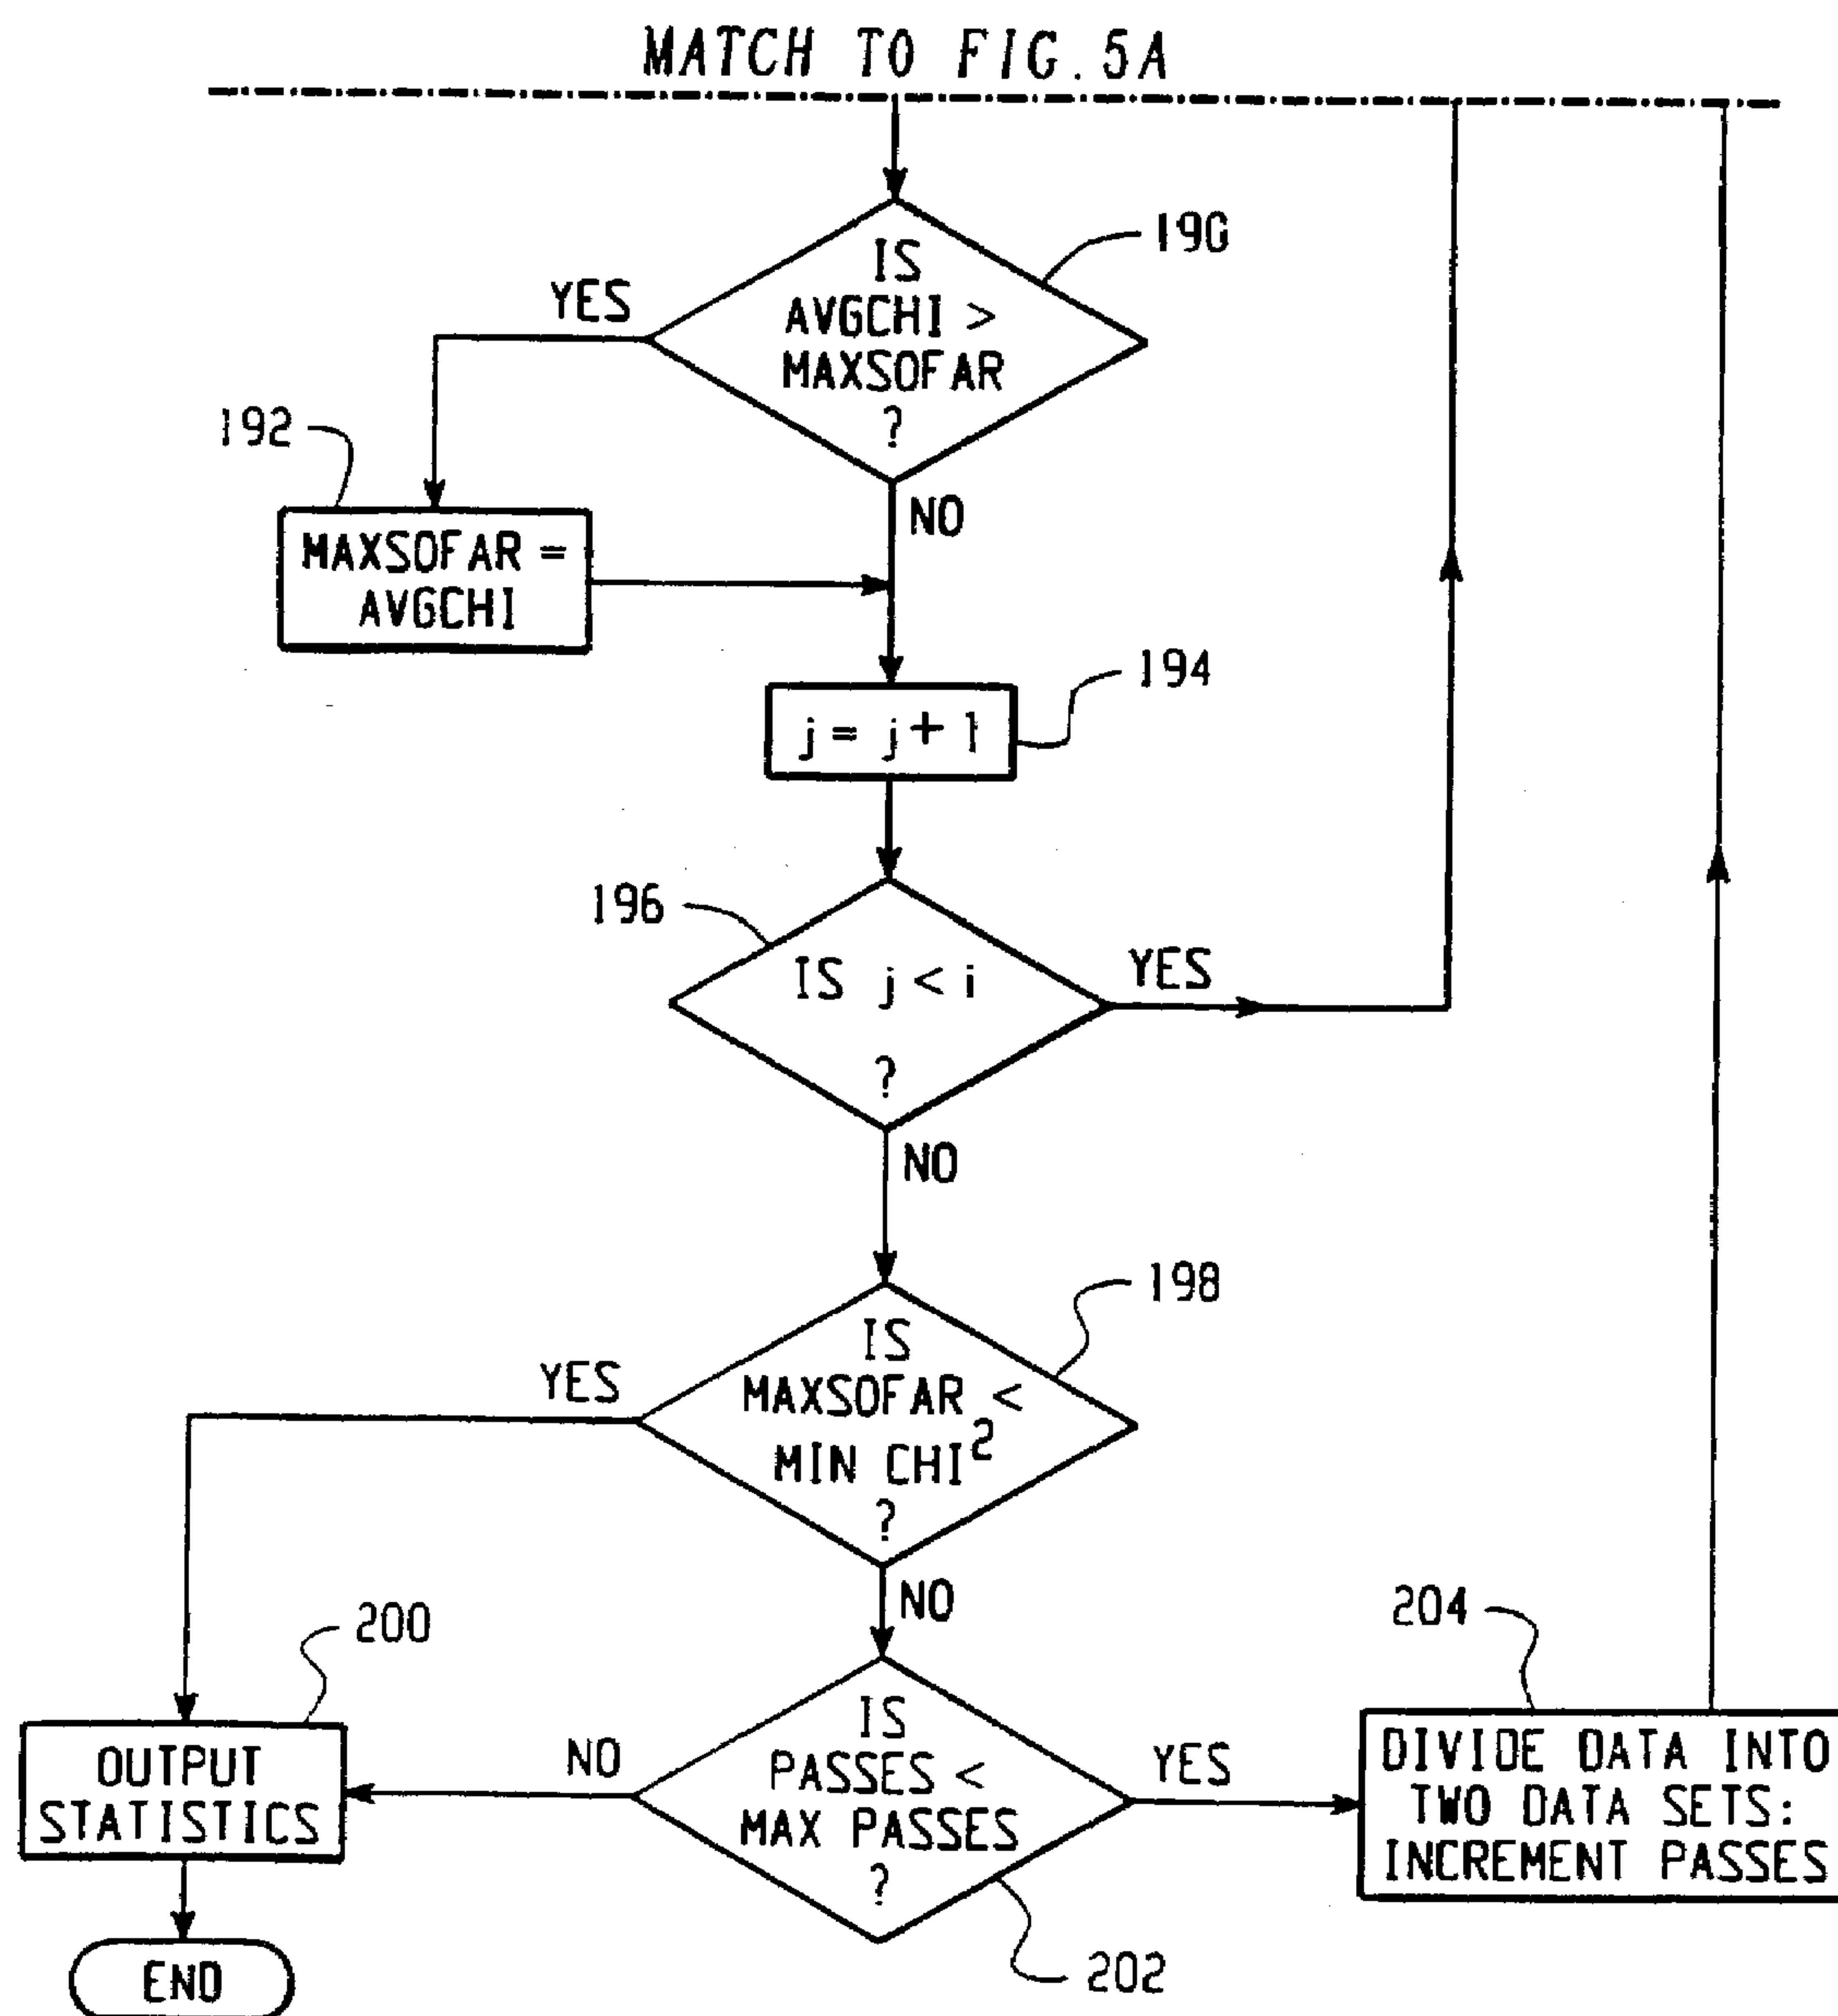 MATCH TO FIG. 5A
190
IS
AVGCHI >
MAXSOFAR
?
YES
NO
192
MAXSOFAR =
AVGCHI
194
j = j + 1
196
IS j < i
?
YES
NO
198
IS
MAXSOFAR <
MIN CHI²
?
YES
NO
200
OUTPUT
STATISTICS
IS
PASSES <
MAX PASSES
?
NO
YES
202
204
DIVIDE DATA INTO
TWO DATA SETS:
INCREMENT PASSES
END